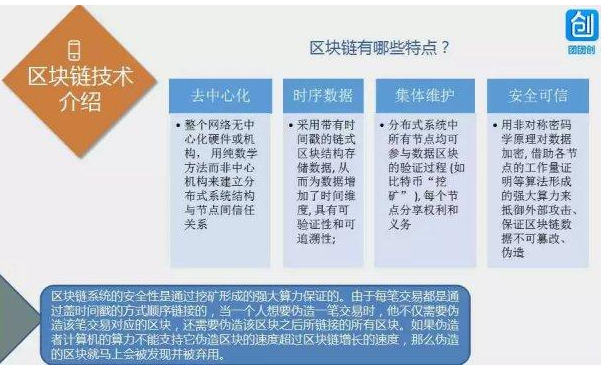 创
团团创
区块链技术
介绍
区块链有哪些特点？
去中心化
• 整个网络无中
心化硬件或机
构， 用纯数学
方法而非中心
机构来建立分
布式系统结构
与节点间信任
关系
时序数据
• 采用带有时
间戳的链式
区块结构存
储数据, 从
而为数据增
加了时间维
度, 具有可
验证性和可
追溯性;
集体维护
• 分布式系统中
所有节点均可
参与数据区块
的验证过程 (如
比特币“挖
矿” ), 每个节
点分享权利和
义务
安全可信
• 用非对称密码
学原理对数据
加密, 借助各节
点的工作量证
明等算法形成
的强大算力来
抵御外部攻击、
保证区块链数
据不可篡改、
伪造
区块链系统的安全性是通过挖矿形成的强大算力保证的。由于每笔交易都是通
过盖时间戳的方式顺序链接的，当一个人想要伪造一笔交易时，他不仅需要伪
造该笔交易对应的区块，还需要伪造该区块之后所链接的所有区块。如果伪造
者计算机的算力不能支持它伪造区块的速度超过区块链增长的速度，那么伪造
的区块就马上会被发现并被弃用。